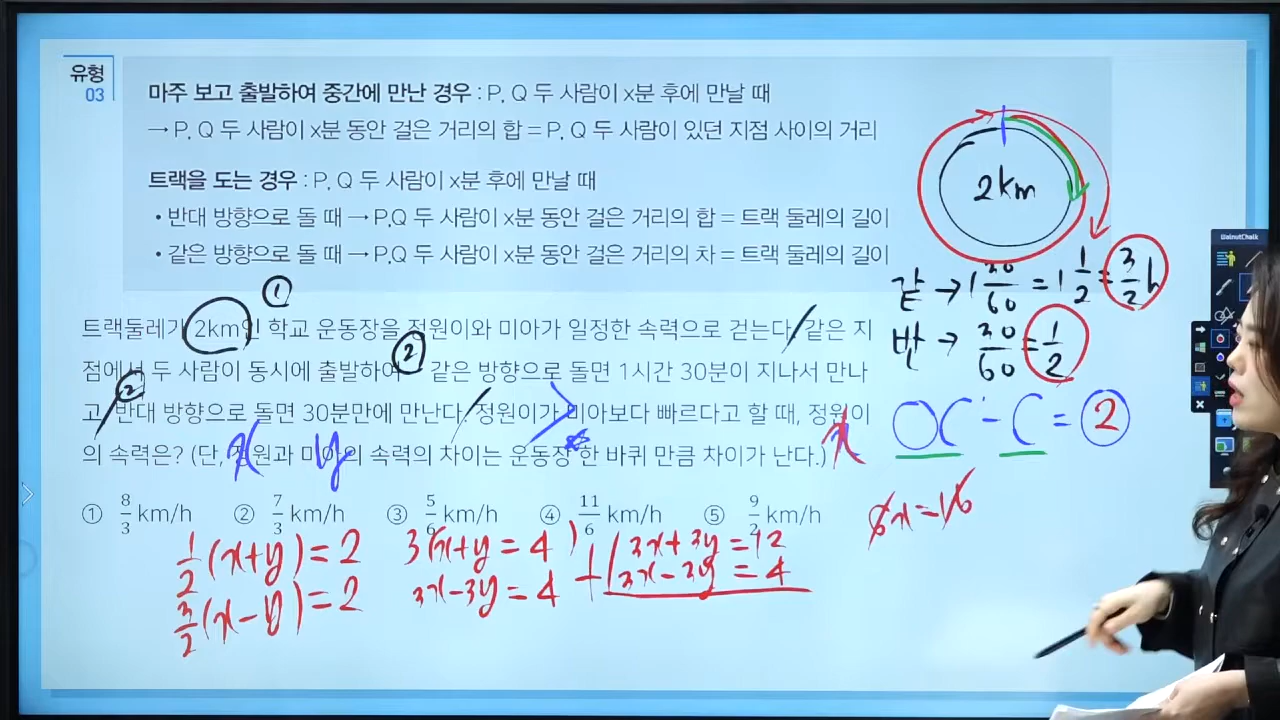 유형
03
마주 보고 출발하여 중간에 만난 경우 : P, Q 두 사람이 x분 후에 만날 때
→ P, Q 두 사람이 x분 동안 걸은 거리의 합 = P, Q 두 사람이 있던 지점 사이의 거리
트랙을 도는 경우 : P, Q 두 사람이 x분 후에 만날 때
• 반대 방향으로 돌 때 → P,Q 두 사람이 x분 동안 걸은 거리의 합 = 트랙 둘레의 길이
• 같은 방향으로 돌 때 → P,Q 두 사람이 x분 동안 걸은 거리의 차 = 트랙 둘레의 길이
2km
WalnutChalk
같 → 1 30/60 = 1 1/2 = 3/2 h
반 → 30/60 = 1/2
①
트랙둘레가 2km인 학교 운동장을 정원이와 미아가 일정한 속력으로 걷는다. 같은 지
②
점에서 두 사람이 동시에 출발하여 같은 방향으로 돌면 1시간 30분이 지나서 만나
②
고, 반대 방향으로 돌면 30분만에 만난다. 정원이가 미아보다 빠르다고 할 때, 정원이
의 속력은? (단, 정원과 미아의 속력의 차이는 운동장 한 바퀴 만큼 차이가 난다.)
x y x
= 2
① 8/3 km/h ② 7/3 km/h ③ 5/6 km/h ④ 11/6 km/h ⑤ 9/2 km/h
6x = 16
1/2 (x+y) = 2
3/2 (x-y) = 2
3(x+y = 4)
3x-3y = 4
+ 3x+3y = 12
3x-3y = 4